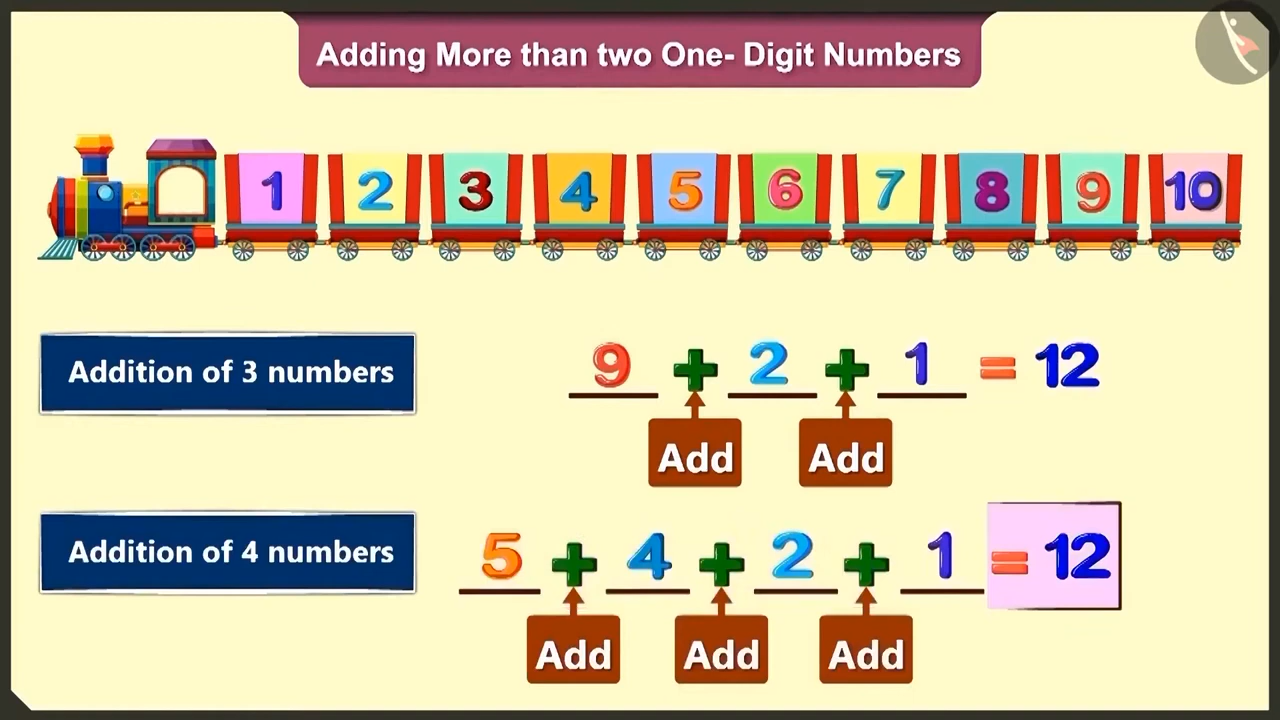 Adding More than two One- Digit Numbers
1 2 3 4 5 6 7 8 9 10
Addition of 3 numbers
9 + 2 + 1 = 12
Add Add
Addition of 4 numbers
5 + 4 + 2 + 1 = 12
Add Add Add